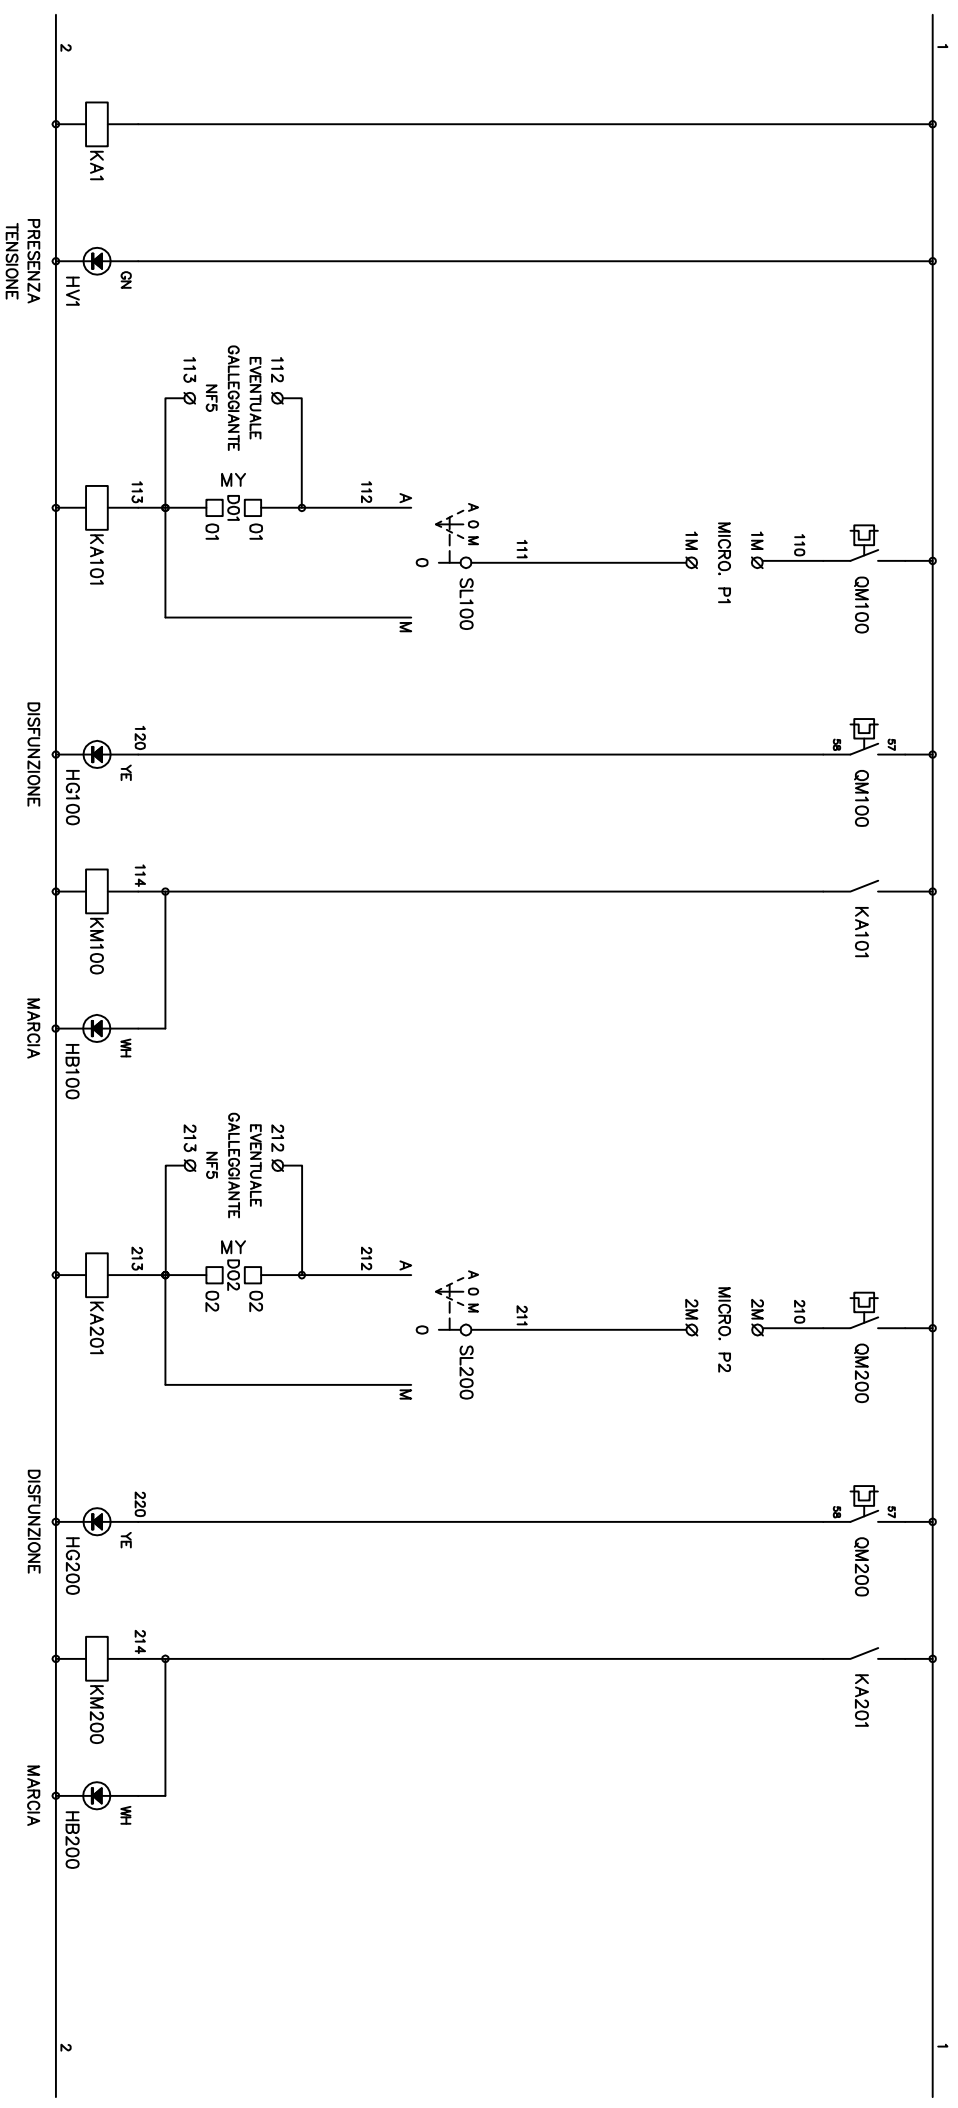 1
1
QM100
QM100
57
58
KA101
QM200
QM200
57
58
KA201
110
1M
MICRO. P1
1M
111
210
2M
MICRO. P2
2M
211
A O M
SL100
0
A
M
112
A O M
SL200
0
A
M
212
112
EVENTUALE
GALLEGGIANTE
NF5
113
01
MY
D01
01
212
EVENTUALE
GALLEGGIANTE
NF5
213
02
MY
D02
02
KA1
GN
HV1
113
KA101
120
YE
HG100
114
KM100
WH
HB100
213
KA201
220
YE
HG200
214
KM200
WH
HB200
2
2
PRESENZA
TENSIONE
DISFUNZIONE
MARCIA
DISFUNZIONE
MARCIA